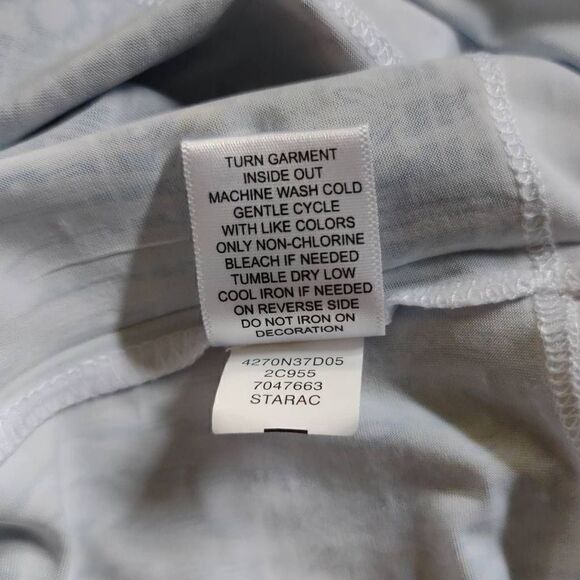 TURN GARMENT
INSIDE OUT
MACHINE WASH COLD
GENTLE CYCLE
WITH LIKE COLORS
ONLY NON-CHLORINE
BLEACH IF NEEDED
TUMBLE DRY LOW
COOL IRON IF NEEDED
ON REVERSE SIDE
DO NOT IRON ON
DECORATION
4270N37D05
2C955
7047663
STARAC